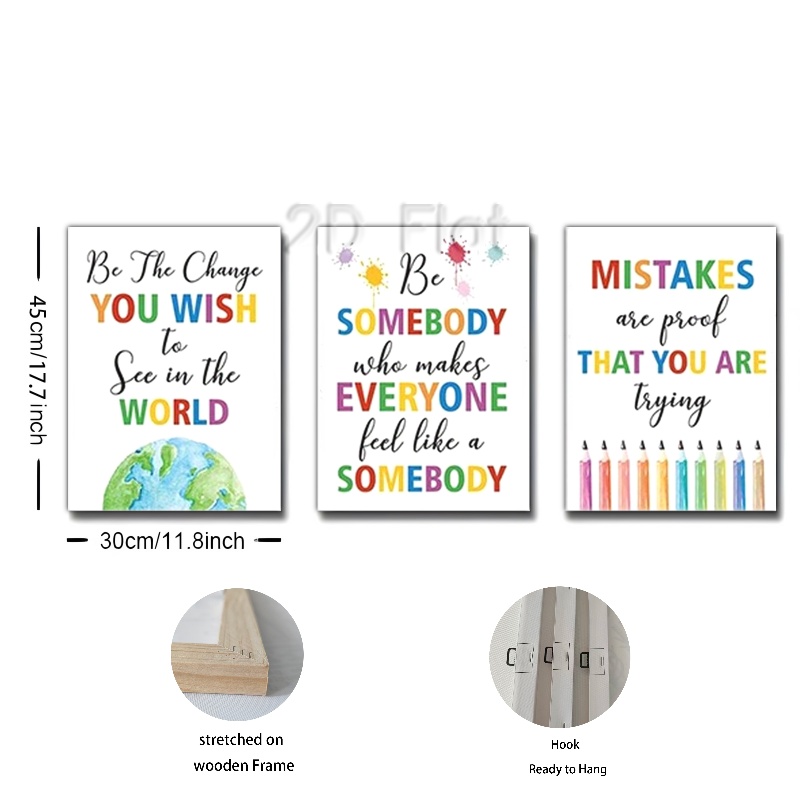 2D Flat
Be The Change
YOU WISH
to
See in the
WORLD
Be
SOMEBODY
who makes
EVERYONE
feel like a
SOMEBODY
MISTAKES
are proof
THAT YOU ARE
trying
45cm/17.7inch
30cm/11.8inch
stretched on
wooden Frame
Hook
Ready to Hang